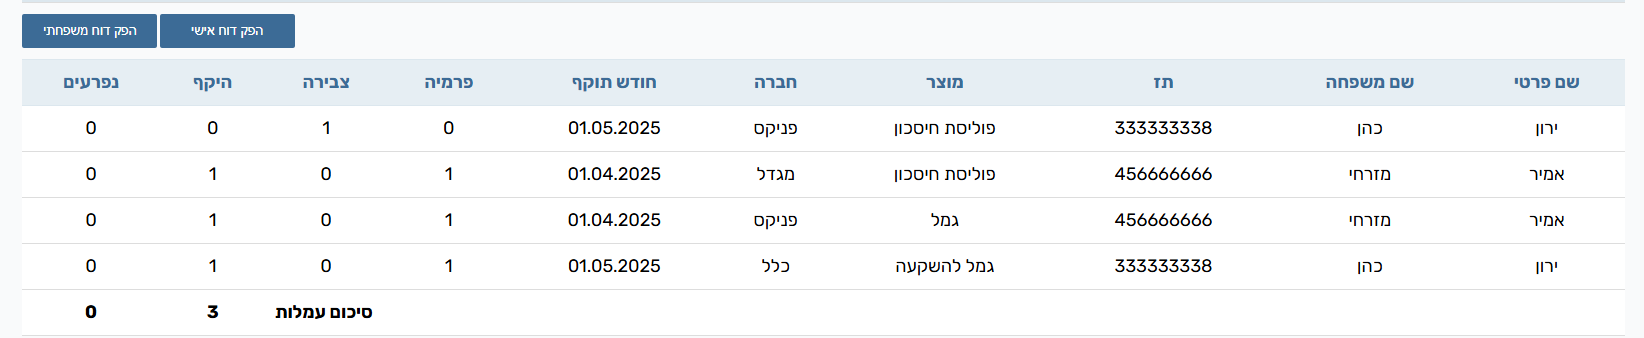 הפק דוח אישי הפק דוח משפחתי
שם פרטי שם משפחה תז מוצר חברה חודש תוקף פרמיה צבירה היקף נפרעים
ירון כהן 333333338 פוליסת חיסכון פניקס 01.05.2025 0 1 0 0
אמיר מזרחי 456666666 פוליסת חיסכון מגדל 01.04.2025 1 0 1 0
אמיר מזרחי 456666666 גמל פניקס 01.04.2025 1 0 1 0
ירון כהן 333333338 גמל להשקעה כלל 01.05.2025 1 0 1 0
סיכום עמלות 3 0